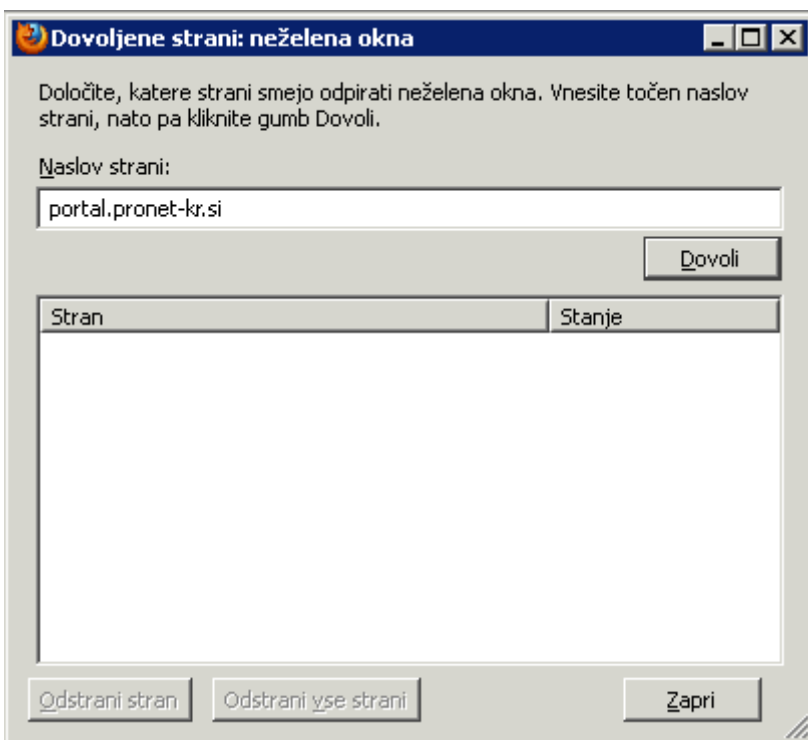 Dovoljene strani: neželena okna
Določite, katere strani smejo odpirati neželena okna. Vnesite točen naslov
strani, nato pa kliknite gumb Dovoli.
Naslov strani:
portal.pronet-kr.si
Dovoli
Stran Stanje
Odstrani stran Odstrani vse strani Zapri